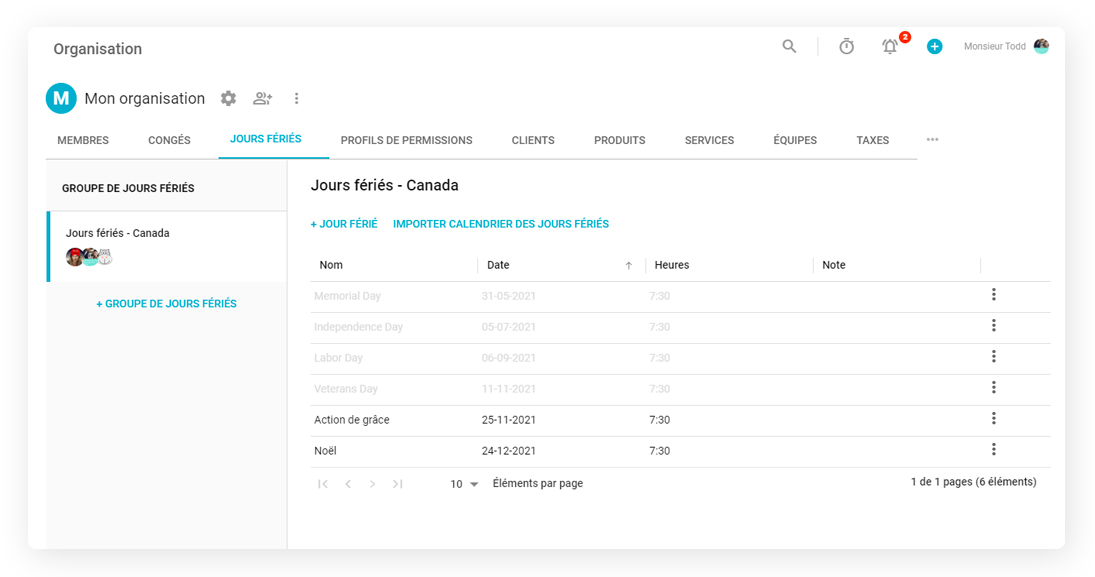 Organisation
2
Monsieur Todd
M Mon organisation
MEMBRES CONGÉS JOURS FÉRIÉS PROFILS DE PERMISSIONS CLIENTS PRODUITS SERVICES ÉQUIPES TAXES
GROUPE DE JOURS FÉRIÉS
Jours fériés - Canada
+ GROUPE DE JOURS FÉRIÉS
Jours fériés - Canada
+ JOUR FÉRIÉ IMPORTER CALENDRIER DES JOURS FÉRIÉS
Nom Date Heures Note
Memorial Day 31-05-2021 7:30
Independence Day 05-07-2021 7:30
Labor Day 06-09-2021 7:30
Veterans Day 11-11-2021 7:30
Action de grâce 25-11-2021 7:30
Noël 24-12-2021 7:30
10 Éléments par page 1 de 1 pages (6 éléments)